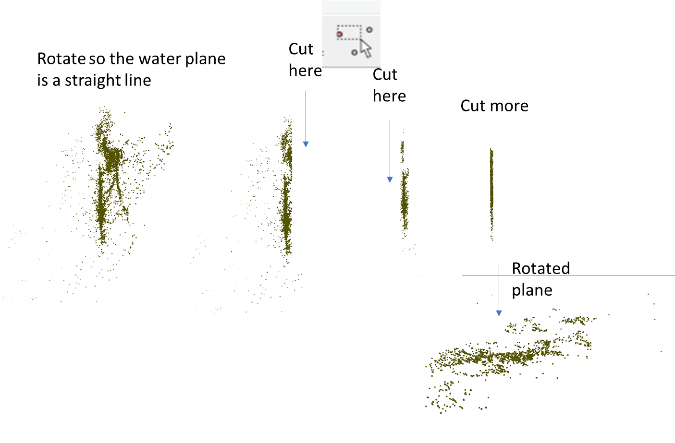 Rotate so the water plane
is a straight line
Cut
here
Cut
here
Cut more
Rotated
plane